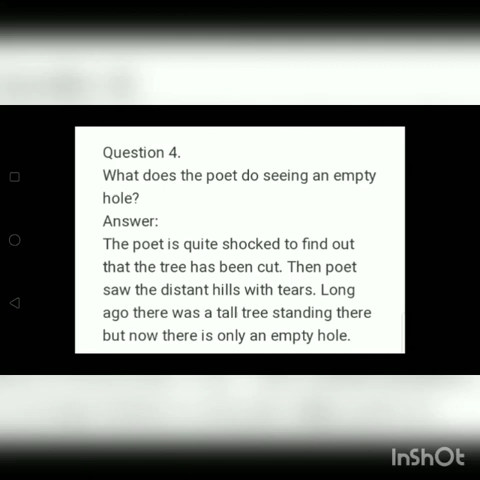 Question 4.
What does the poet do seeing an empty
hole?
Answer:
The poet is quite shocked to find out
that the tree has been cut. Then poet
saw the distant hills with tears. Long
ago there was a tall tree standing there
but now there is only an empty hole.
InShOt